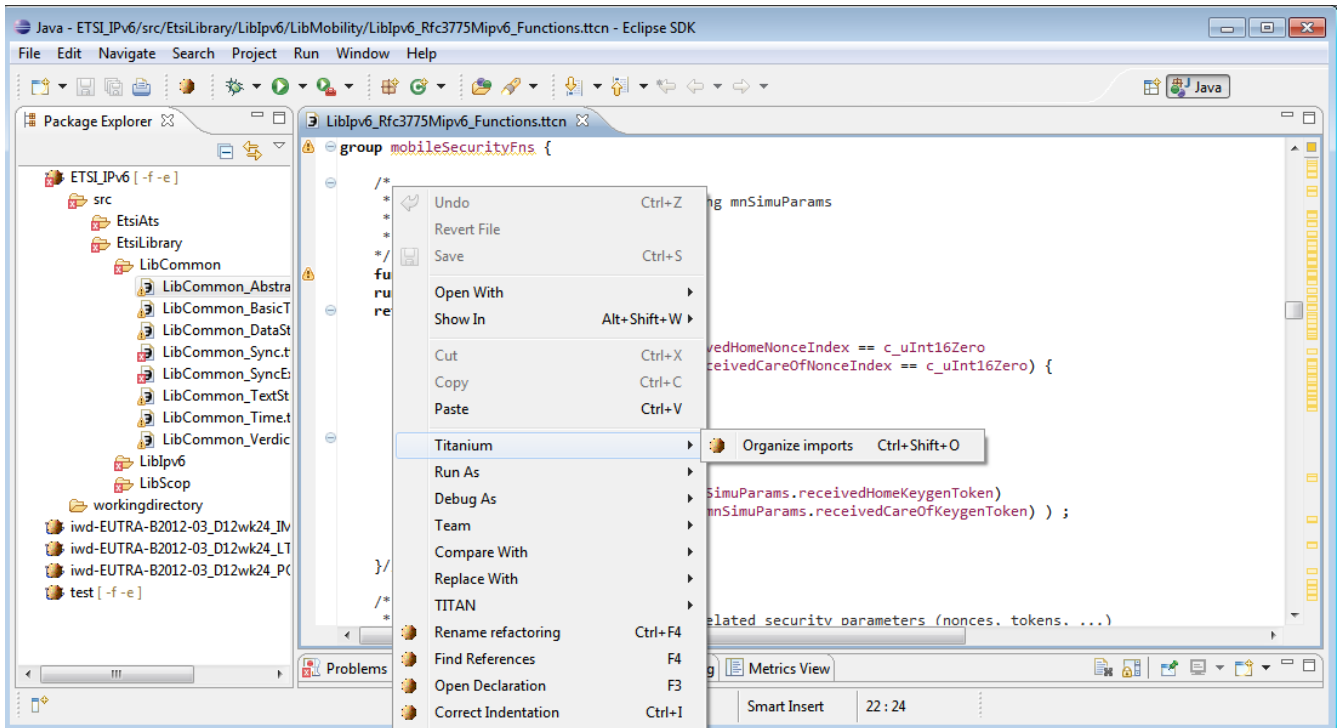 Java - ETSI_IPv6/src/EtsiLibrary/LibIpv6/LibMobility/LibIpv6_Rfc3775Mipv6_Functions.ttcn - Eclipse SDK
File Edit Navigate Search Project Run Window Help
Java
Package Explorer
LibIpv6_Rfc3775Mipv6_Functions.ttcn
ETSI_IPv6 [ -f -e ]
src
EtsiAts
EtsiLibrary
LibCommon
LibCommon_Abstra
LibCommon_BasicT
LibCommon_DataSt
LibCommon_Sync.t
LibCommon_SyncE
LibCommon_TextSt
LibCommon_Time.t
LibCommon_Verdic
LibIpv6
LibScop
workingdirectory
iwd-EUTRA-B2012-03_D12wk24_IM
iwd-EUTRA-B2012-03_D12wk24_LT
iwd-EUTRA-B2012-03_D12wk24_P
test [ -f -e ]
group mobileSecurityFns {
/*
* ng mnSimuParams
*
*
*/
fu
ru
re
vedHomeNonceIndex == c_uInt16Zero
ceivedCareOfNonceIndex == c_uInt16Zero) {
SimuParams.receivedHomeKeygenToken)
mnSimuParams.receivedCareOfKeygenToken) ) ;
}/
/*
* elated security parameters (nonces, tokens, ...)
Undo Ctrl+Z
Revert File
Save Ctrl+S
Open With
Show In Alt+Shift+W
Cut Ctrl+X
Copy Ctrl+C
Paste Ctrl+V
Titanium
Organize imports Ctrl+Shift+O
Run As
Debug As
Team
Compare With
Replace With
TITAN
Rename refactoring Ctrl+F4
Find References F4
Open Declaration F3
Correct Indentation Ctrl+I
Problems g Metrics View
Smart Insert 22 : 24